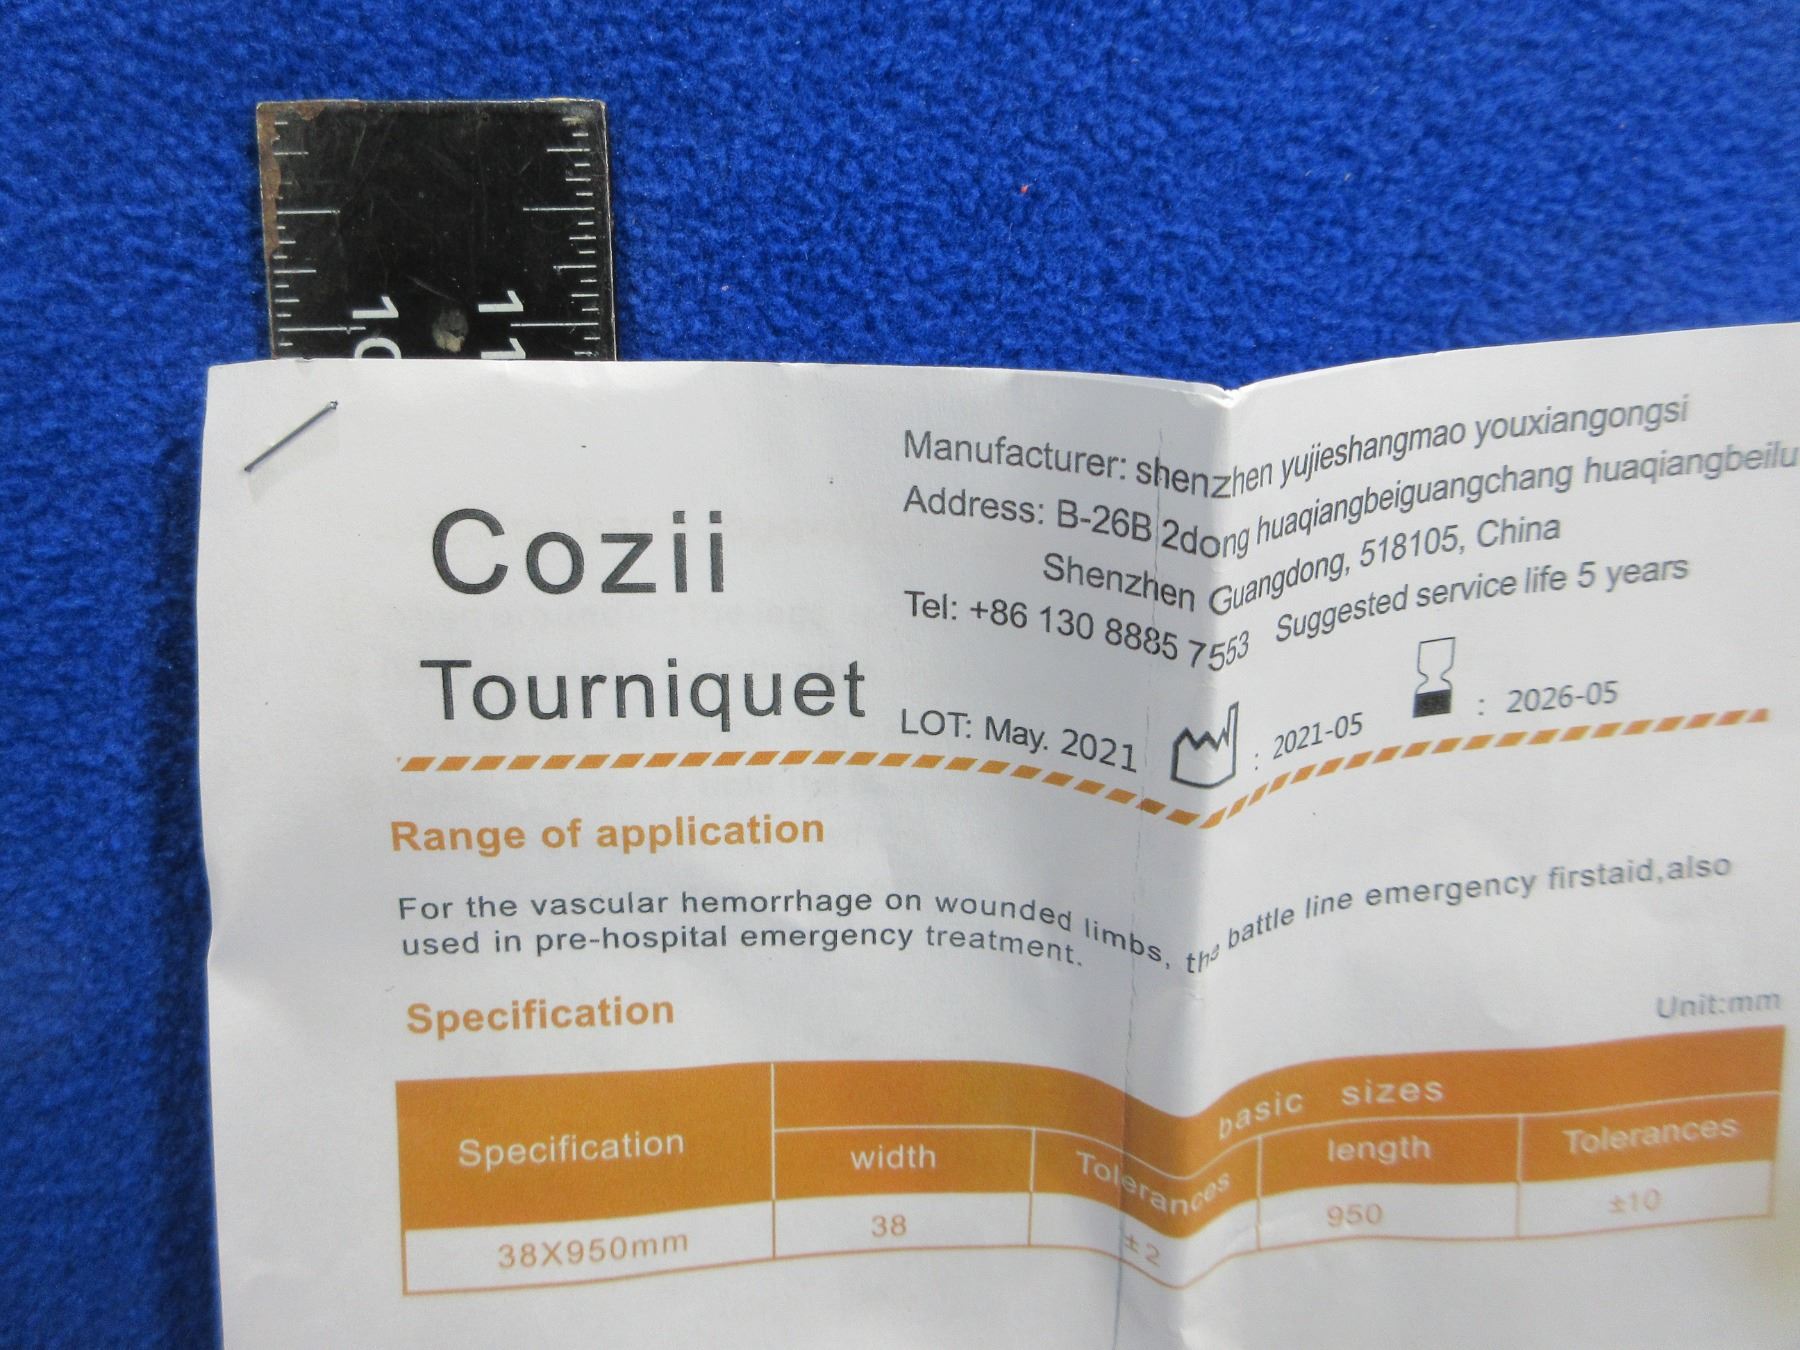 10
11
Cozii
Tourniquet
Manufacturer: shenzhen yujieshangmao youxiangongsi
Address: B-26B 2dong huaqiangbeiguangchang huaqiangbeilu
Shenzhen Guangdong, 518105, China
Tel: +86 130 8885 7553 Suggested service life 5 years
LOT: May. 2021 : 2021-05 : 2026-05
Range of application
For the vascular hemorrhage on wounded limbs, the battle line emergency firstaid,also
used in pre-hospital emergency treatment.
Specification
Unit:mm
Specification basic sizes
width Tolerances length Tolerances
38X950mm 38 ±2 950 ±10